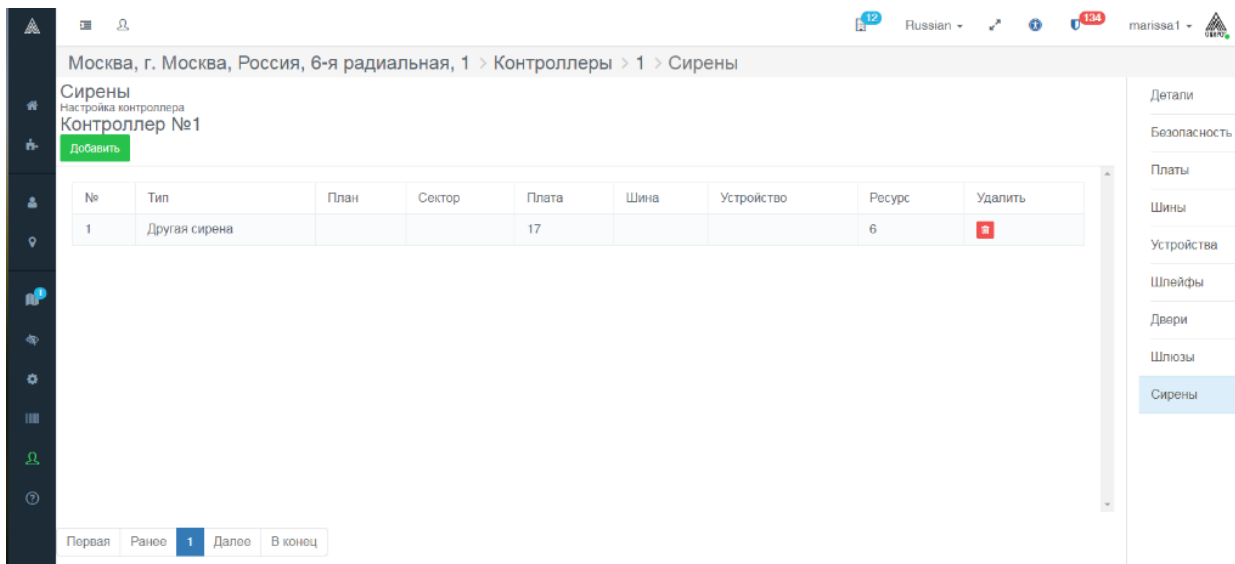 12
Russian
134
marissa1
Москва, г. Москва, Россия, 6-я радиальная, 1 > Контроллеры > 1 > Сирены
Сирены
Настройка контроллера
Контроллер №1
Добавить
№ Тип План Сектор Плата Шина Устройство Ресурс Удалить
1 Другая сирена 17 6
Первая Ранее 1 Далее В конец
Детали
Безопасность
Платы
Шины
Устройства
Шлейфы
Двери
Шлюзы
Сирены